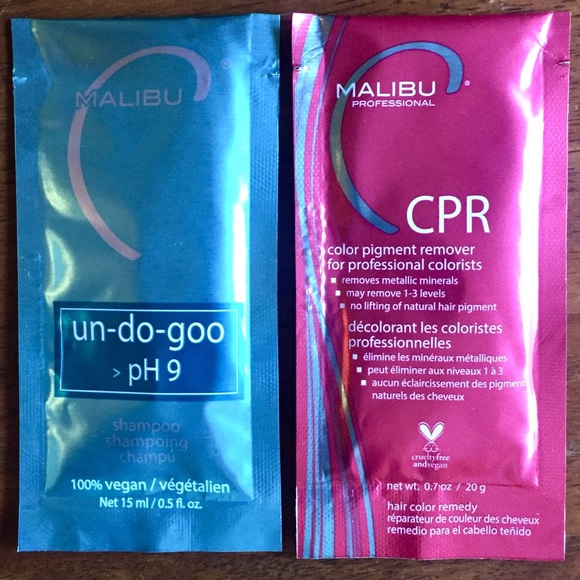 MALIBU®
un-do-goo
> pH 9
shampoo
shampoing
champú
100% vegan / végétalien
Net 15 ml / 0.5 fl. oz.
MALIBU®
PROFESSIONAL
CPR
color pigment remover
for professional colorists
▪ removes metallic minerals
▪ may remove 1-3 levels
▪ no lifting of natural hair pigment
décolorant les coloristes
professionnelles
▪ élimine les minéraux métalliques
▪ peut éliminer aux niveaux 1 à 3
▪ aucun éclaircissement des pigment
naturels des cheveux
crueltyfree
andvegan
net wt. 0.7 oz / 20 g
hair color remedy
réparateur de couleur des cheveux
remedio para el cabello teñido